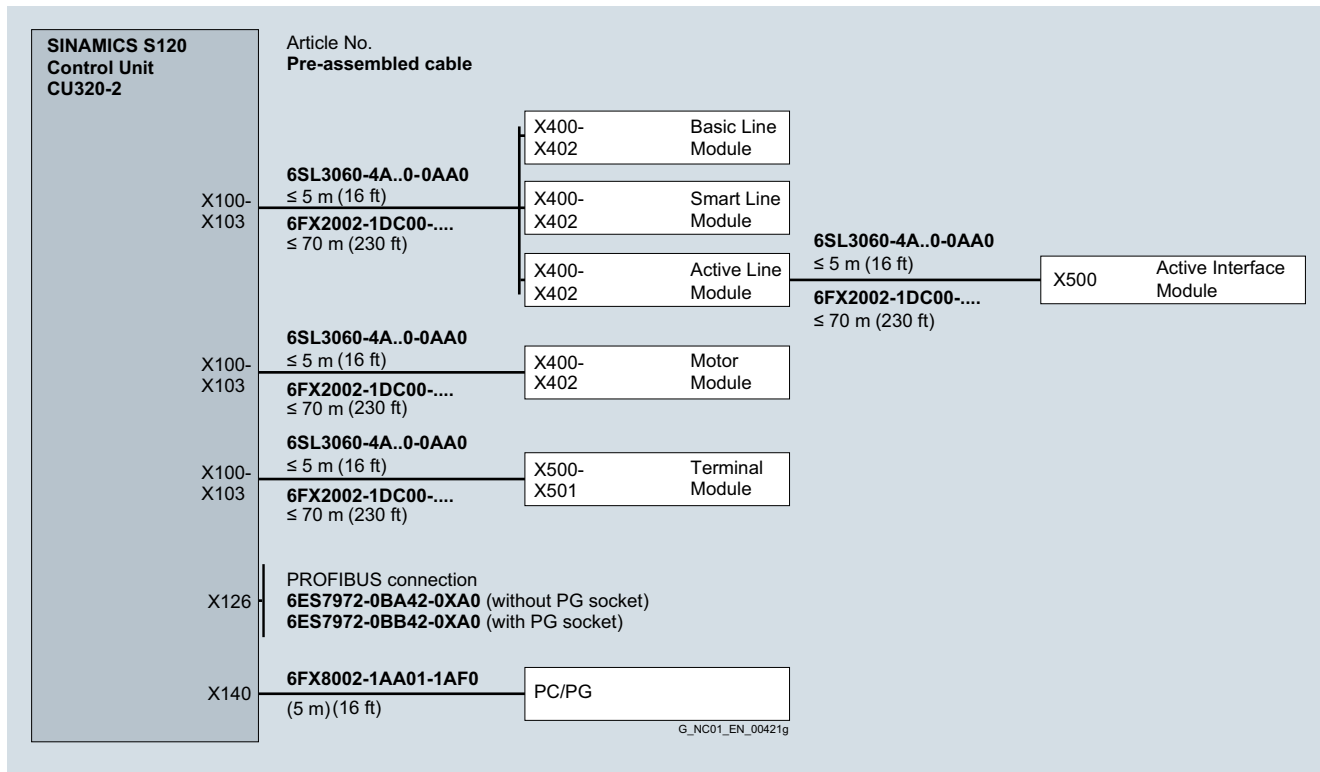 SINAMICS S120
Control Unit
CU320-2
Article No.
Pre-assembled cable
X100-
X103
6SL3060-4A..0-0AA0
≤ 5 m (16 ft)
6FX2002-1DC00-....
≤ 70 m (230 ft)
X400-
X402
Basic Line
Module
X400-
X402
Smart Line
Module
X400-
X402
Active Line
Module
6SL3060-4A..0-0AA0
≤ 5 m (16 ft)
6FX2002-1DC00-....
≤ 70 m (230 ft)
X500
Active Interface
Module
X100-
X103
6SL3060-4A..0-0AA0
≤ 5 m (16 ft)
6FX2002-1DC00-....
≤ 70 m (230 ft)
X400-
X402
Motor
Module
X100-
X103
6SL3060-4A..0-0AA0
≤ 5 m (16 ft)
6FX2002-1DC00-....
≤ 70 m (230 ft)
X500-
X501
Terminal
Module
X126
PROFIBUS connection
6ES7972-0BA42-0XA0 (without PG socket)
6ES7972-0BB42-0XA0 (with PG socket)
X140
6FX8002-1AA01-1AF0
(5 m)(16 ft)
PC/PG
G_NC01_EN_00421g